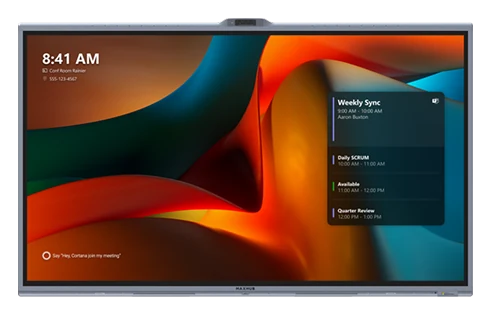 8:41 AM
Conf Room Rainier
555-123-4567
Weekly Sync
9:00 AM - 10:00 AM
Aaron Buxton
Daily SCRUM
10:00 AM - 11:00 AM
Available
11:00 AM - 12:00 PM
Quarter Review
12:00 PM - 1:00 PM
Say "Hey, Cortana join my meeting"
MAXHUB